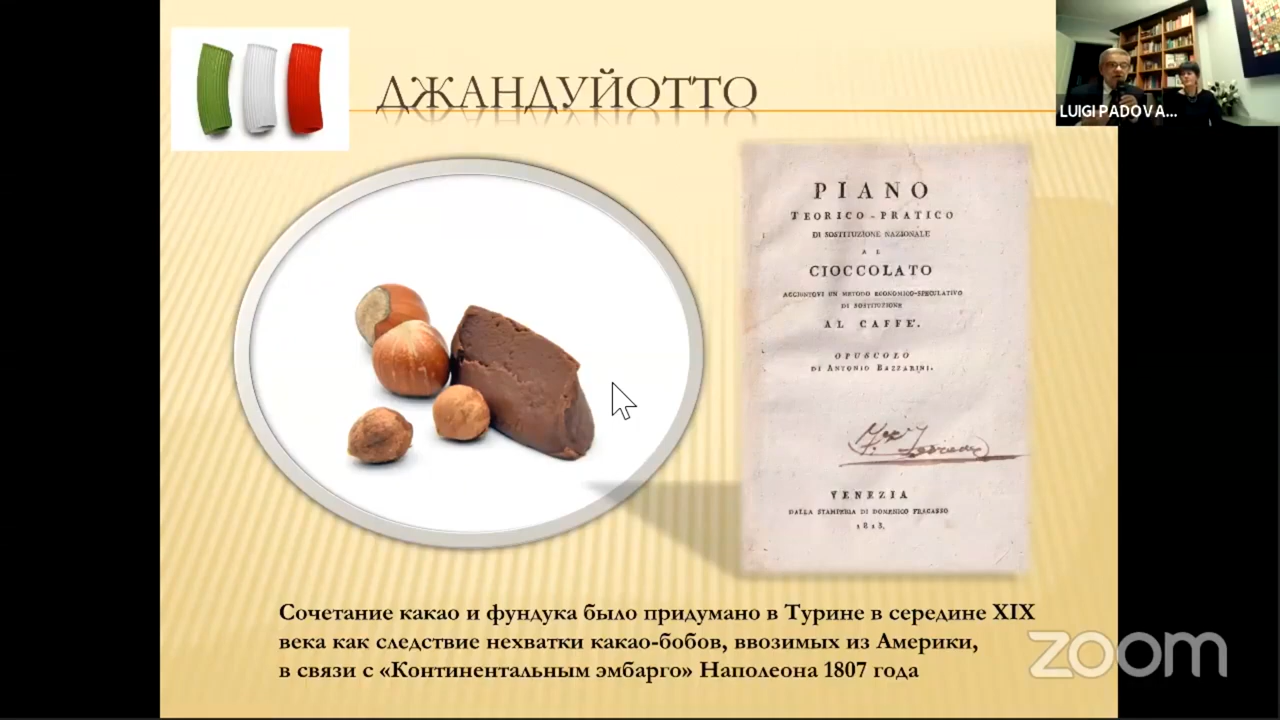 ДЖАНДУЙОТТО
LUIGI PADOVA...
PIANO
TEORICO-PRATICO
DI SOSTITUZIONE NAZIONALE
AL
CIOCCOLATO
AGGIUNTOVI UN METODO ECONOMICO-SPECULATIVO
DI SOSTITUZIONE
AL CAFFE'.
OPUSCOLO
DI ANTONIO BAZZARINI.
VENEZIA
DALLA STAMPERIA DI DOMENICO FRACASSO
1813.
Сочетание какао и фундука было придумано в Турине в середине XIX
века как следствие нехватки какао-бобов, ввозимых из Америки,
в связи с «Континентальным эмбарго» Наполеона 1807 года
zoom